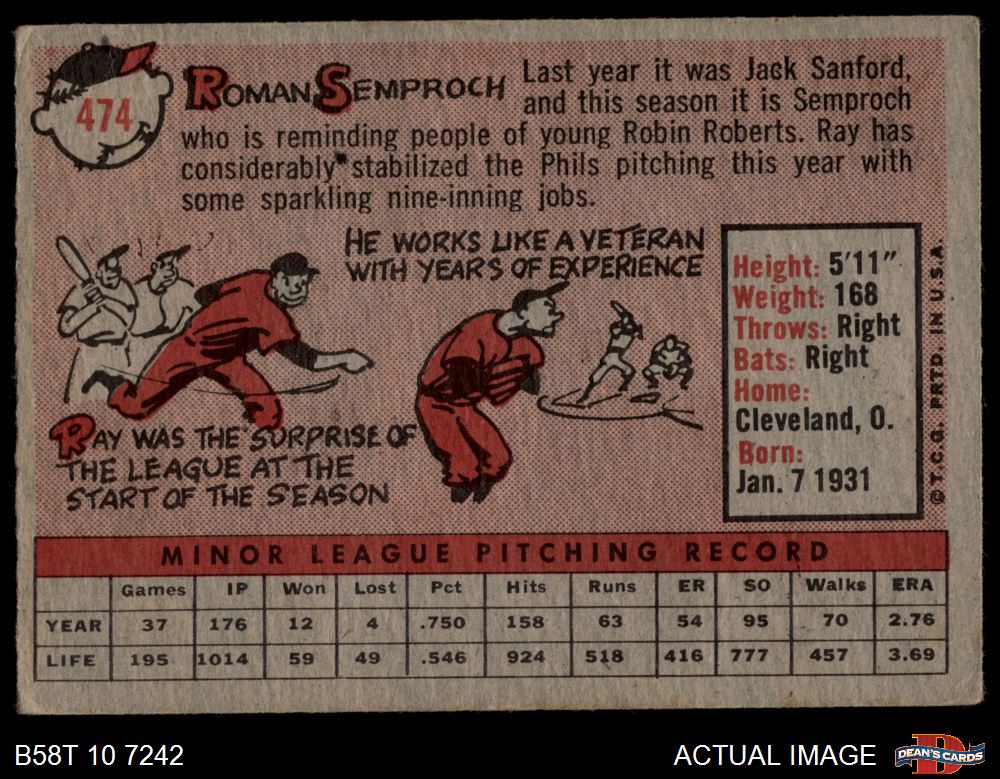 474
ROMAN SEMPROCH
Last year it was Jack Sanford,
and this season it is Semproch
who is reminding people of young Robin Roberts. Ray has
considerably stabilized the Phils pitching this year with
some sparkling nine-inning jobs.
HE WORKS LIKE A VETERAN
WITH YEARS OF EXPERIENCE
RAY WAS THE SURPRISE OF
THE LEAGUE AT THE
START OF THE SEASON
Height: 5'11"
Weight: 168
Throws: Right
Bats: Right
Home:
Cleveland, O.
Born:
Jan. 7 1931
© T.C.G. PRTD. IN U.S.A.
MINOR LEAGUE PITCHING RECORD
Games IP Won Lost Pct Hits Runs ER SO Walks ERA
YEAR 37 176 12 4 .750 158 63 54 95 70 2.76
LIFE 195 1014 59 49 .546 924 518 416 777 457 3.69
B58T 10 7242
ACTUAL IMAGE
D
DEAN'S CARDS